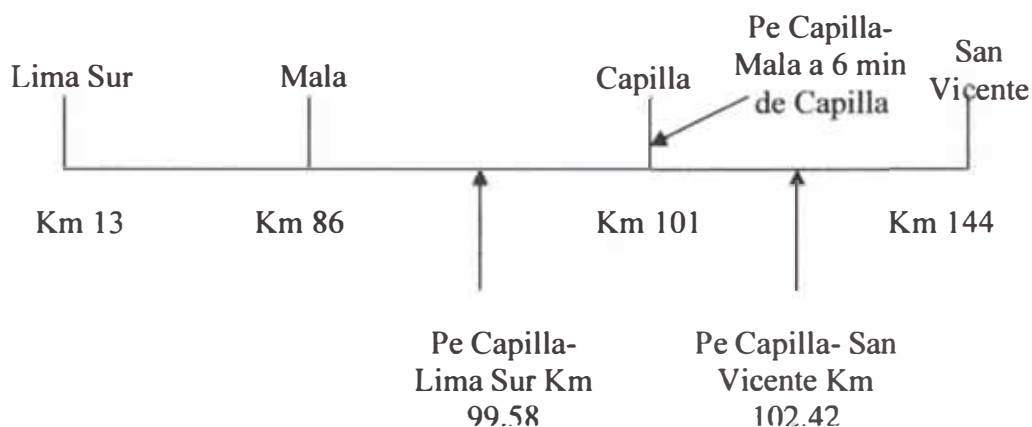 Lima Sur
Mala
Capilla
Pe Capilla-
Mala a 6 min
de Capilla
San
Vicente
Km 13
Km 86
Km 101
Km 144
Pe Capilla-
Lima Sur Km
99.58
Pe Capilla- San
Vicente Km
102.42